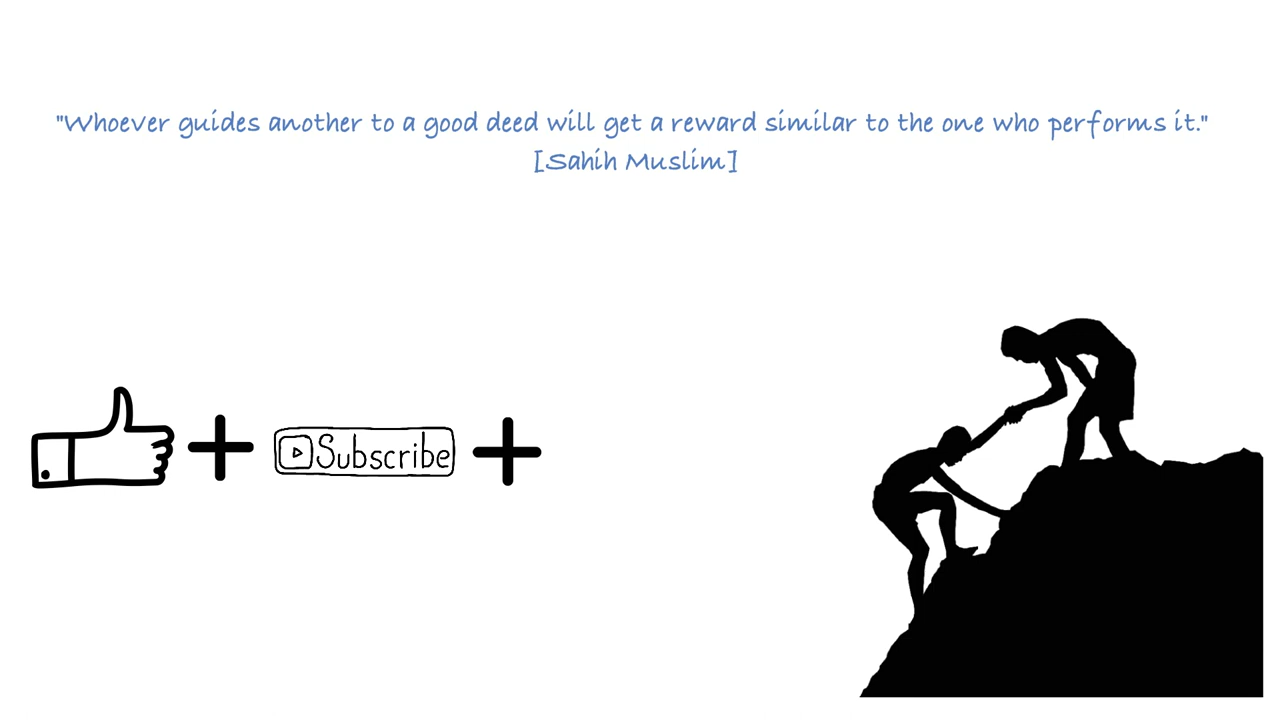 "Whoever guides another to a good deed will get a reward similar to the one who performs it."
[Sahih Muslim]
Subscribe